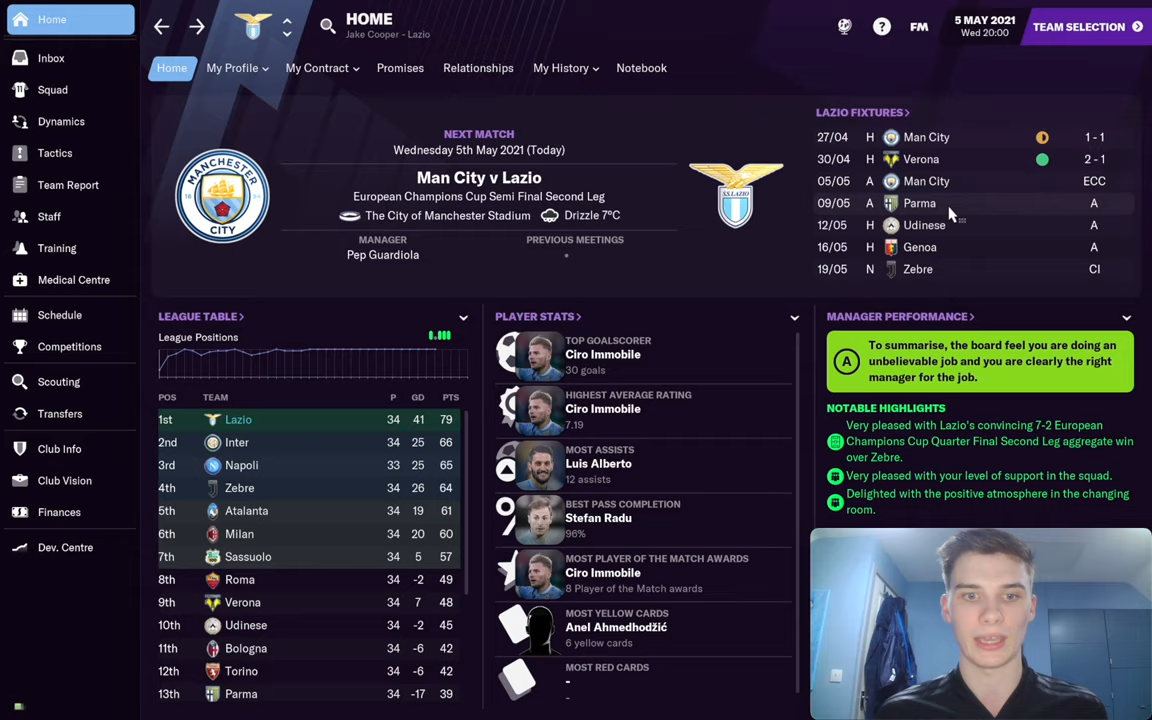 Home
HOME
Jake Cooper - Lazio
FM
5 MAY 2021
Wed 20:00
TEAM SELECTION
Home
My Profile
My Contract
Promises
Relationships
My History
Notebook
Inbox
Squad
Dynamics
Tactics
Team Report
Staff
Training
Medical Centre
Schedule
Competitions
Scouting
Transfers
Club Info
Club Vision
Finances
Dev. Centre
NEXT MATCH
Wednesday 5th May 2021 (Today)
Man City v Lazio
European Champions Cup Semi Final Second Leg
The City of Manchester Stadium Drizzle 7°C
MANAGER
Pep Guardiola
PREVIOUS MEETINGS
MANCHESTER
CITY
18 94
S.S.LAZIO
LAZIO FIXTURES
27/04 H Man City 1 - 1
30/04 H Verona 2 - 1
05/05 A Man City ECC
09/05 A Parma A
12/05 H Udinese A
16/05 H Genoa A
19/05 N Zebre CI
LEAGUE TABLE
League Positions
POS TEAM P GD PTS
1st Lazio 34 41 79
2nd Inter 34 25 66
3rd Napoli 33 25 65
4th Zebre 34 26 64
5th Atalanta 34 19 61
6th Milan 34 20 60
7th Sassuolo 34 5 57
8th Roma 34 -2 49
9th Verona 34 7 48
10th Udinese 34 -2 45
11th Bologna 34 -6 42
12th Torino 34 -6 42
13th Parma 34 -17 39
PLAYER STATS
TOP GOALSCORER
Ciro Immobile
30 goals
HIGHEST AVERAGE RATING
Ciro Immobile
7.19
MOST ASSISTS
Luis Alberto
12 assists
BEST PASS COMPLETION
Stefan Radu
96%
MOST PLAYER OF THE MATCH AWARDS
Ciro Immobile
8 Player of the Match awards
MOST YELLOW CARDS
Anel Ahmedhodžić
6 yellow cards
MOST RED CARDS
-
-
MANAGER PERFORMANCE
A
To summarise, the board feel you are doing an
unbelievable job and you are clearly the right
manager for the job.
NOTABLE HIGHLIGHTS
Very pleased with Lazio's convincing 7-2 European
Champions Cup Quarter Final Second Leg aggregate win
over Zebre.
Very pleased with your level of support in the squad.
Delighted with the positive atmosphere in the changing
room.